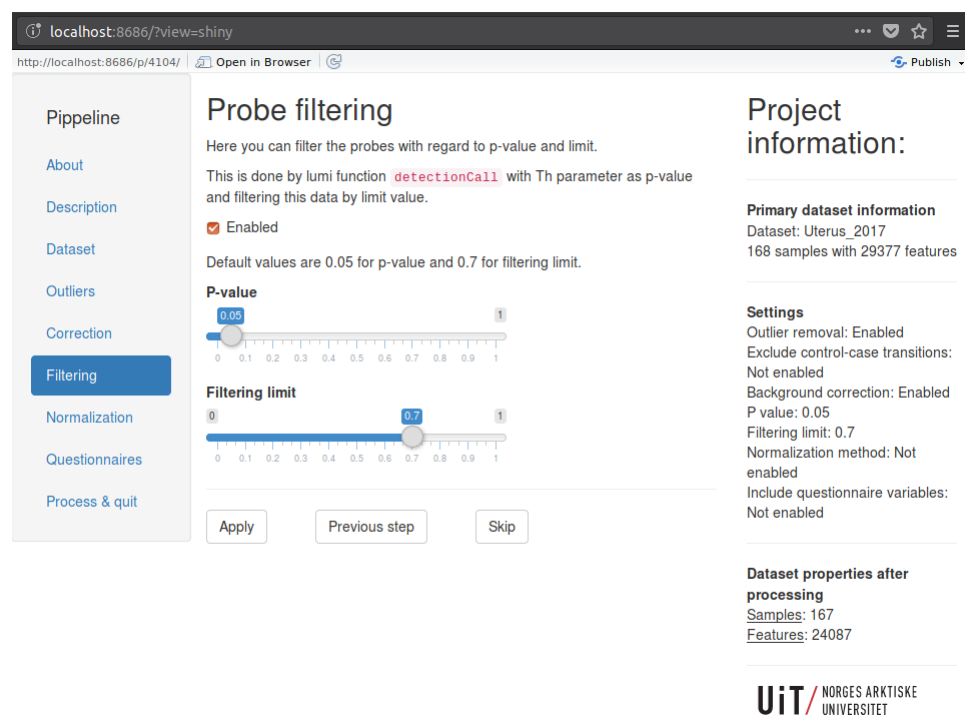 localhost:8686/?view=shiny
http://localhost:8686/p/4104/
Open in Browser
Publish
Pippeline
About
Description
Dataset
Outliers
Correction
Filtering
Normalization
Questionnaires
Process & quit
Probe filtering
Here you can filter the probes with regard to p-value and limit.
This is done by lumi function detectionCall with Th parameter as p-value
and filtering this data by limit value.
Enabled
Default values are 0.05 for p-value and 0.7 for filtering limit.
P-value
0.05 1
0 0.1 0.2 0.3 0.4 0.5 0.6 0.7 0.8 0.9 1
Filtering limit
0 0.7 1
0 0.1 0.2 0.3 0.4 0.5 0.6 0.7 0.8 0.9 1
Apply
Previous step
Skip
Project
information:
Primary dataset information
Dataset: Uterus_2017
168 samples with 29377 features
Settings
Outlier removal: Enabled
Exclude control-case transitions:
Not enabled
Background correction: Enabled
P value: 0.05
Filtering limit: 0.7
Normalization method: Not
enabled
Include questionnaire variables:
Not enabled
Dataset properties after
processing
Samples: 167
Features: 24087
UiT / NORGES ARKTISKE
UNIVERSITET